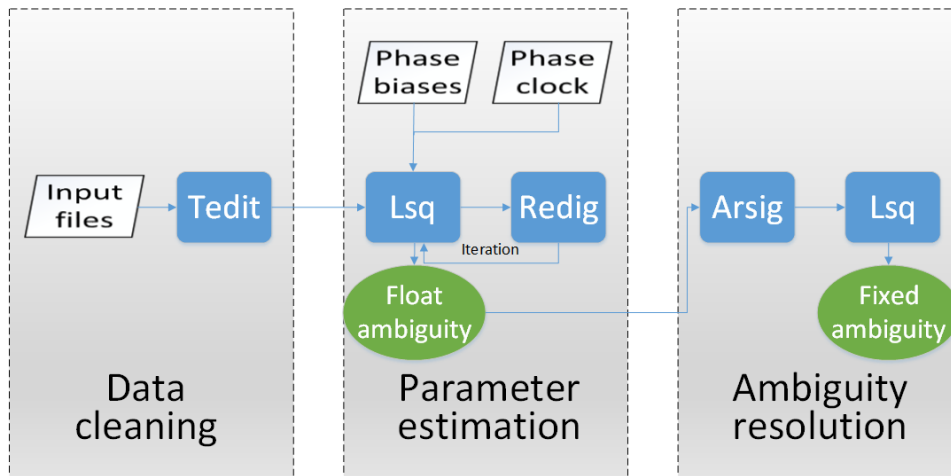 Input
files
Tedit
Data
cleaning
Phase
biases
Phase
clock
Lsq
Redig
Iteration
Float
ambiguity
Parameter
estimation
Arsig
Lsq
Fixed
ambiguity
Ambiguity
resolution